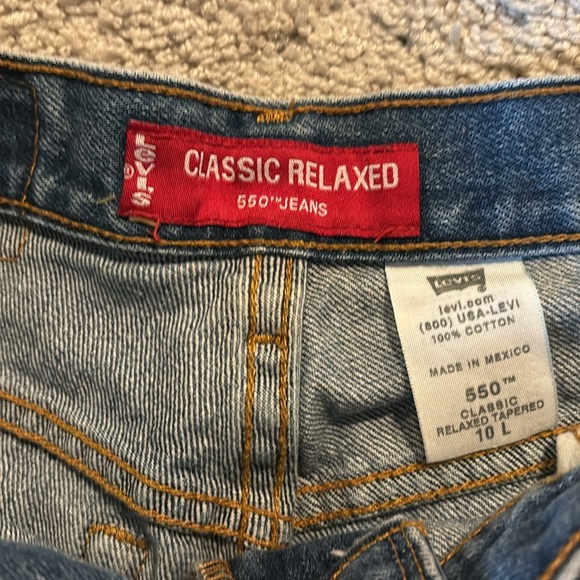 LEVI'S ®
CLASSIC RELAXED
550™ JEANS
LEVI'S
levi.com
(800) USA-LEVI
100% COTTON
MADE IN MEXICO
550™
CLASSIC
RELAXED TAPERED
10 L